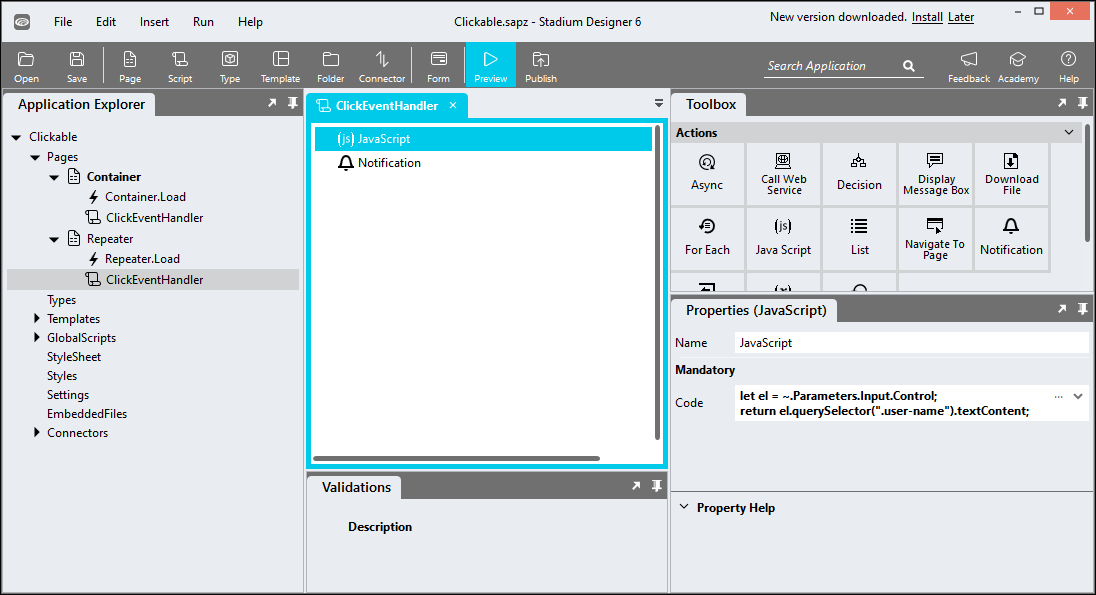 File Edit Insert Run Help
Clickable.sapz - Stadium Designer 6
New version downloaded. Install Later
Open Save Page Script Type Template Folder Connector Form Preview Publish
Search Application
Feedback Academy Help
Application Explorer
Clickable
Pages
Container
Container.Load
ClickEventHandler
Repeater
Repeater.Load
ClickEventHandler
Types
Templates
GlobalScripts
StyleSheet
Styles
Settings
EmbeddedFiles
Connectors
ClickEventHandler ×
(js) JavaScript
Notification
Validations
Description
Toolbox
Actions
Async
Call Web
Service
Decision
Display
Message Box
Download
File
For Each
(js)
Java Script
List
Navigate To
Page
Notification
Properties (JavaScript)
Name JavaScript
Mandatory
Code
let el = ~.Parameters.Input.Control;
return el.querySelector(".user-name").textContent;
...
Property Help